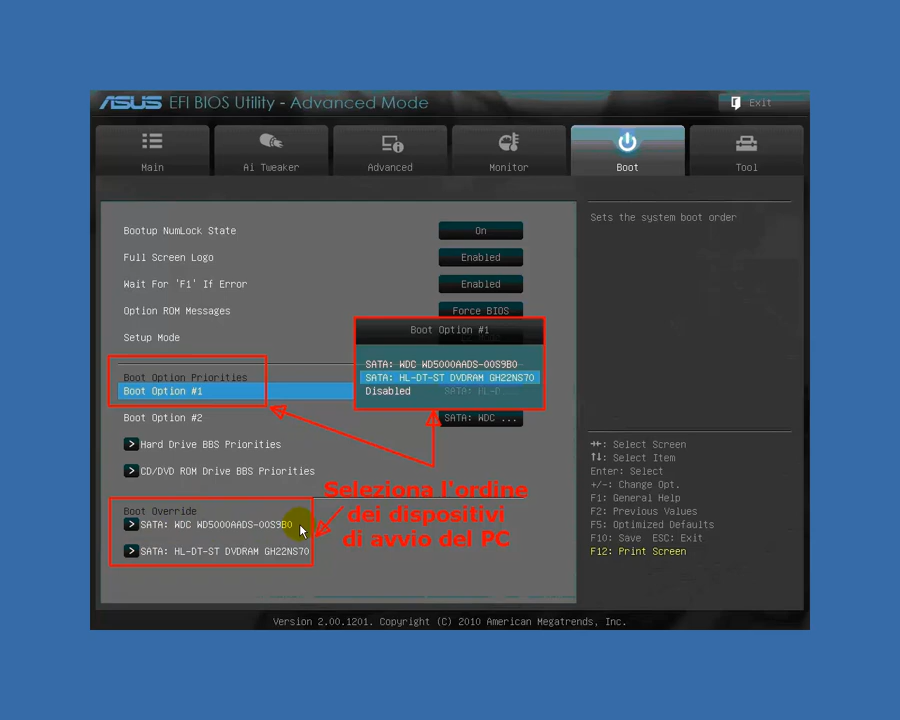 ASUS EFI BIOS Utility - Advanced Mode
Exit
Main
Ai Tweaker
Advanced
Monitor
Boot
Tool
Bootup NumLock State
On
Full Screen Logo
Enabled
Wait For 'F1' If Error
Enabled
Option ROM Messages
Force BIOS
Setup Mode
Boot Option #1
SATA: WDC WD5000AADS-00S9B0
SATA: HL-DT-ST DVDRAM GH22NS70
Disabled
Boot Option Priorities
Boot Option #1
SATA: HL-D...
Boot Option #2
SATA: WDC ...
> Hard Drive BBS Priorities
> CD/DVD ROM Drive BBS Priorities
Seleziona l'ordine
dei dispositivi
di avvio del PC
Boot Override
> SATA: WDC WD5000AADS-00S9B0
> SATA: HL-DT-ST DVDRAM GH22NS70
Sets the system boot order
→←: Select Screen
↑↓: Select Item
Enter: Select
+/-: Change Opt.
F1: General Help
F2: Previous Values
F5: Optimized Defaults
F10: Save ESC: Exit
F12: Print Screen
Version 2.00.1201. Copyright (C) 2010 American Megatrends, Inc.